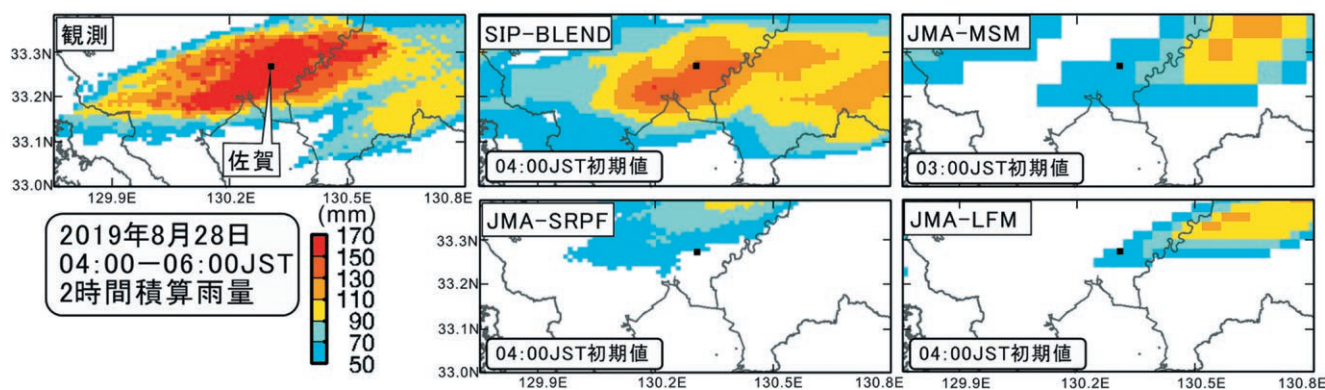 観測
佐賀
33.3N
33.2N
33.1N
33.0N
129.9E
130.2E
130.5E
130.8E
SIP-BLEND
04:00JST初期値
JMA-MSM
03:00JST初期値
2019年8月28日
04:00−06:00JST
2時間積算雨量
(mm)
170
150
130
110
90
70
50
JMA-SRPF
04:00JST初期値
33.3N
33.2N
33.1N
33.0N
129.9E
130.2E
130.5E
130.8E
JMA-LFM
04:00JST初期値
129.9E
130.2E
130.5E
130.8E